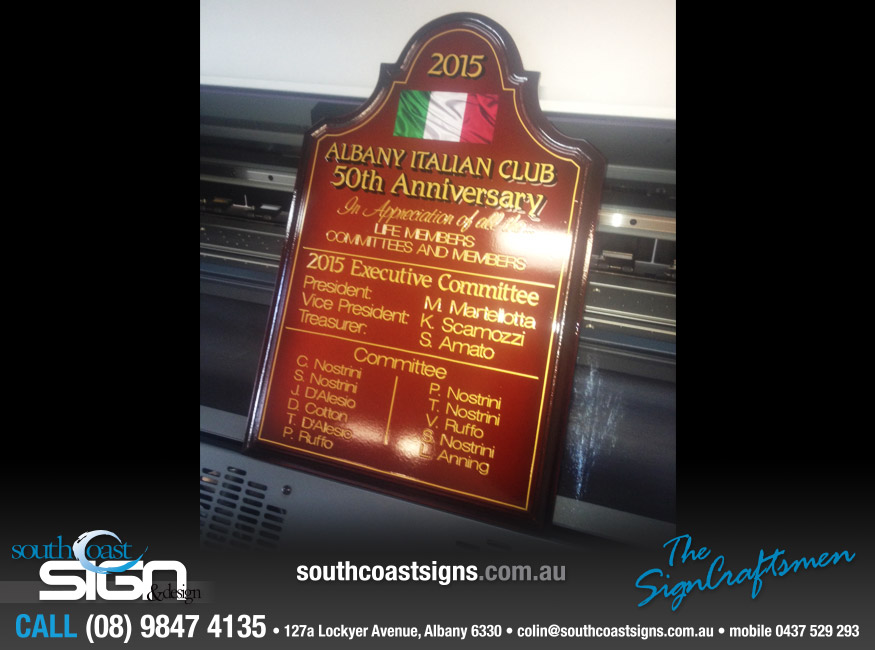 2015
ALBANY ITALIAN CLUB
50th Anniversary
In Appreciation of all
LIFE MEMBERS
COMMITTEES AND MEMBERS
2015 Executive Committee
President: M. Martellotta
Vice President: K. Scamozzi
Treasurer: S. Amato
Committee
C. Nostrini
S. Nostrini
J. D'Alesio
D. Cotton
T. D'Alesio
P. Ruffo
P. Nostrini
T. Nostrini
V. Ruffo
S. Nostrini
Anning
southCoast
SIGN
&design
southcoastsigns.com.au
The
SignCraftsmen
CALL (08) 9847 4135 • 127a Lockyer Avenue, Albany 6330 • colin@southcoastsigns.com.au • mobile 0437 529 293